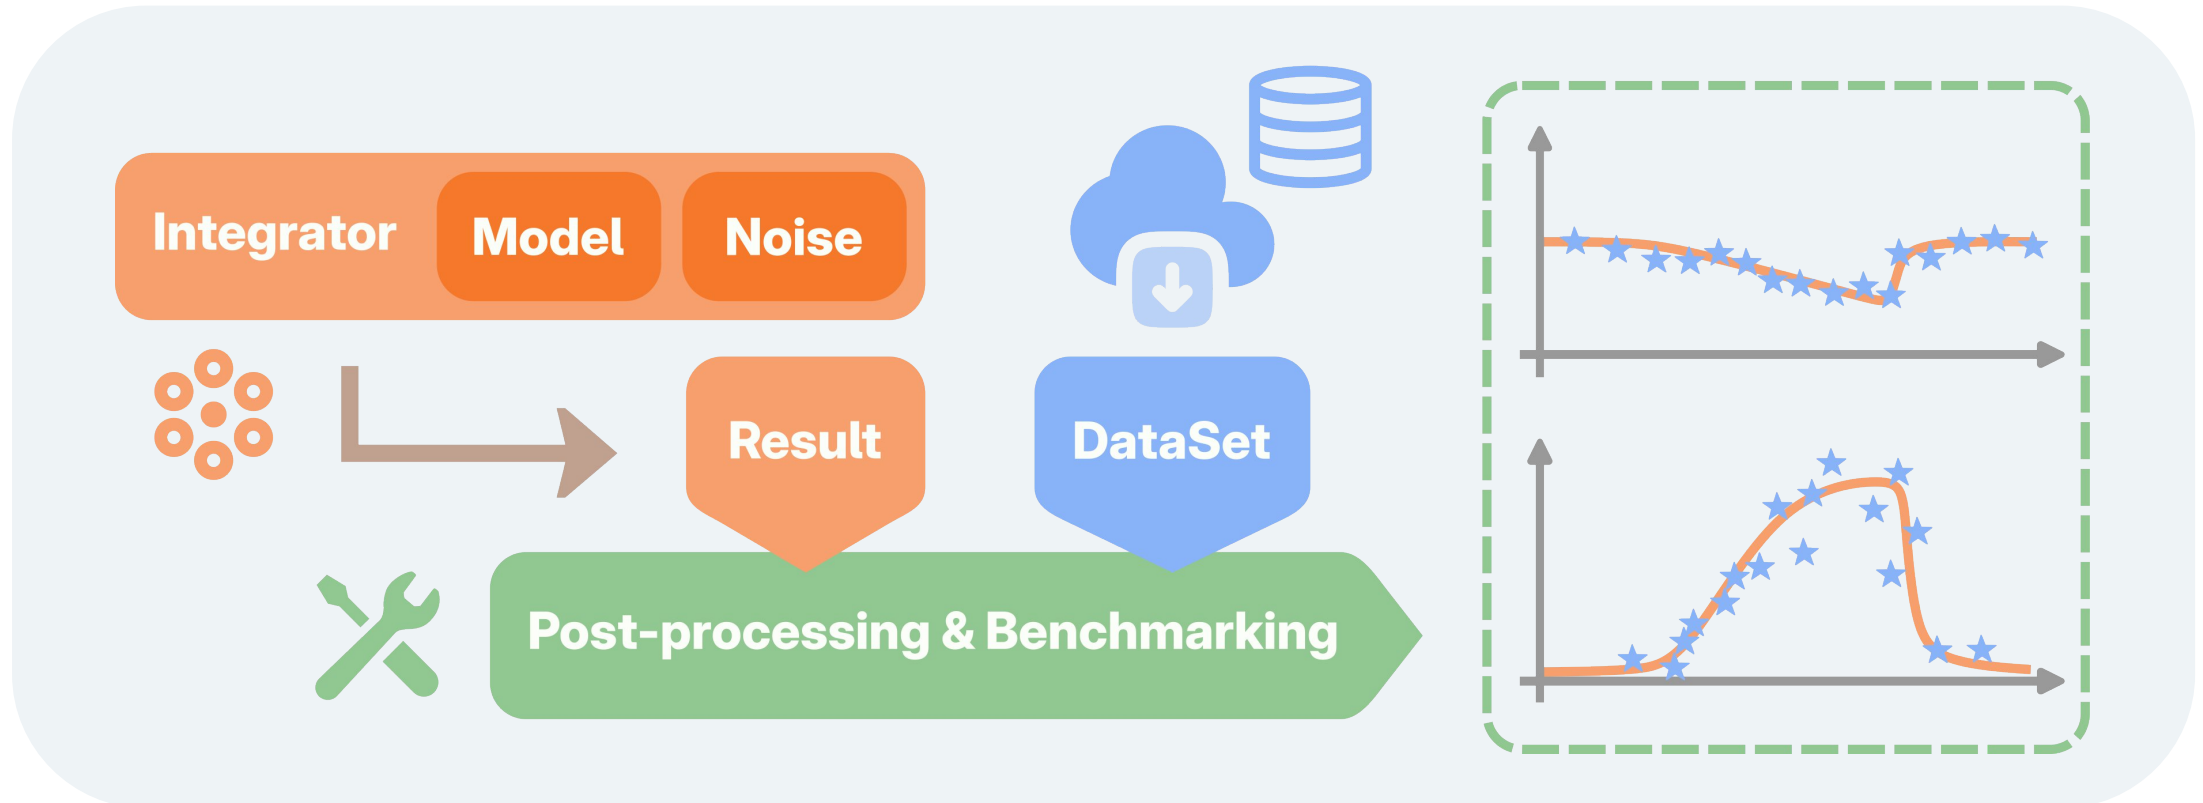 Integrator Model Noise
Result
DataSet
Post-processing & Benchmarking